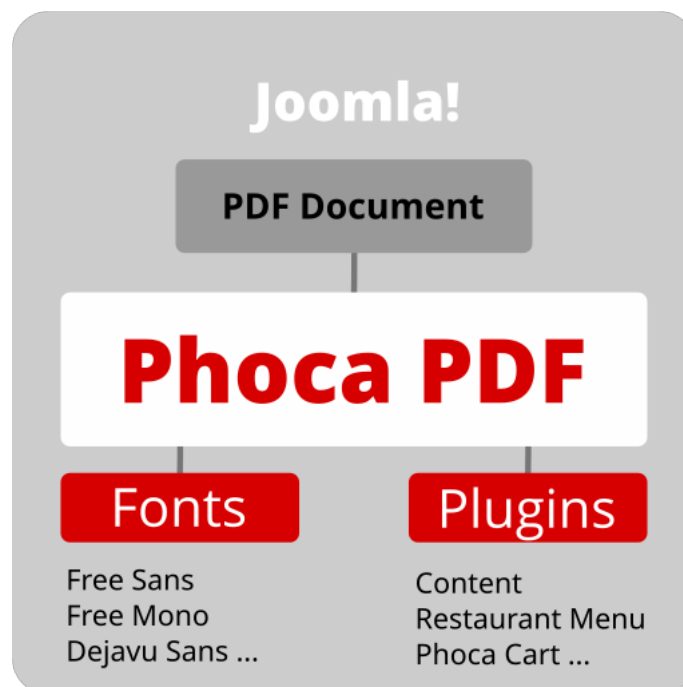 Joomla!
PDF Document
Phoca PDF
Fonts
Free Sans
Free Mono
Dejavu Sans ...
Plugins
Content
Restaurant Menu
Phoca Cart ...